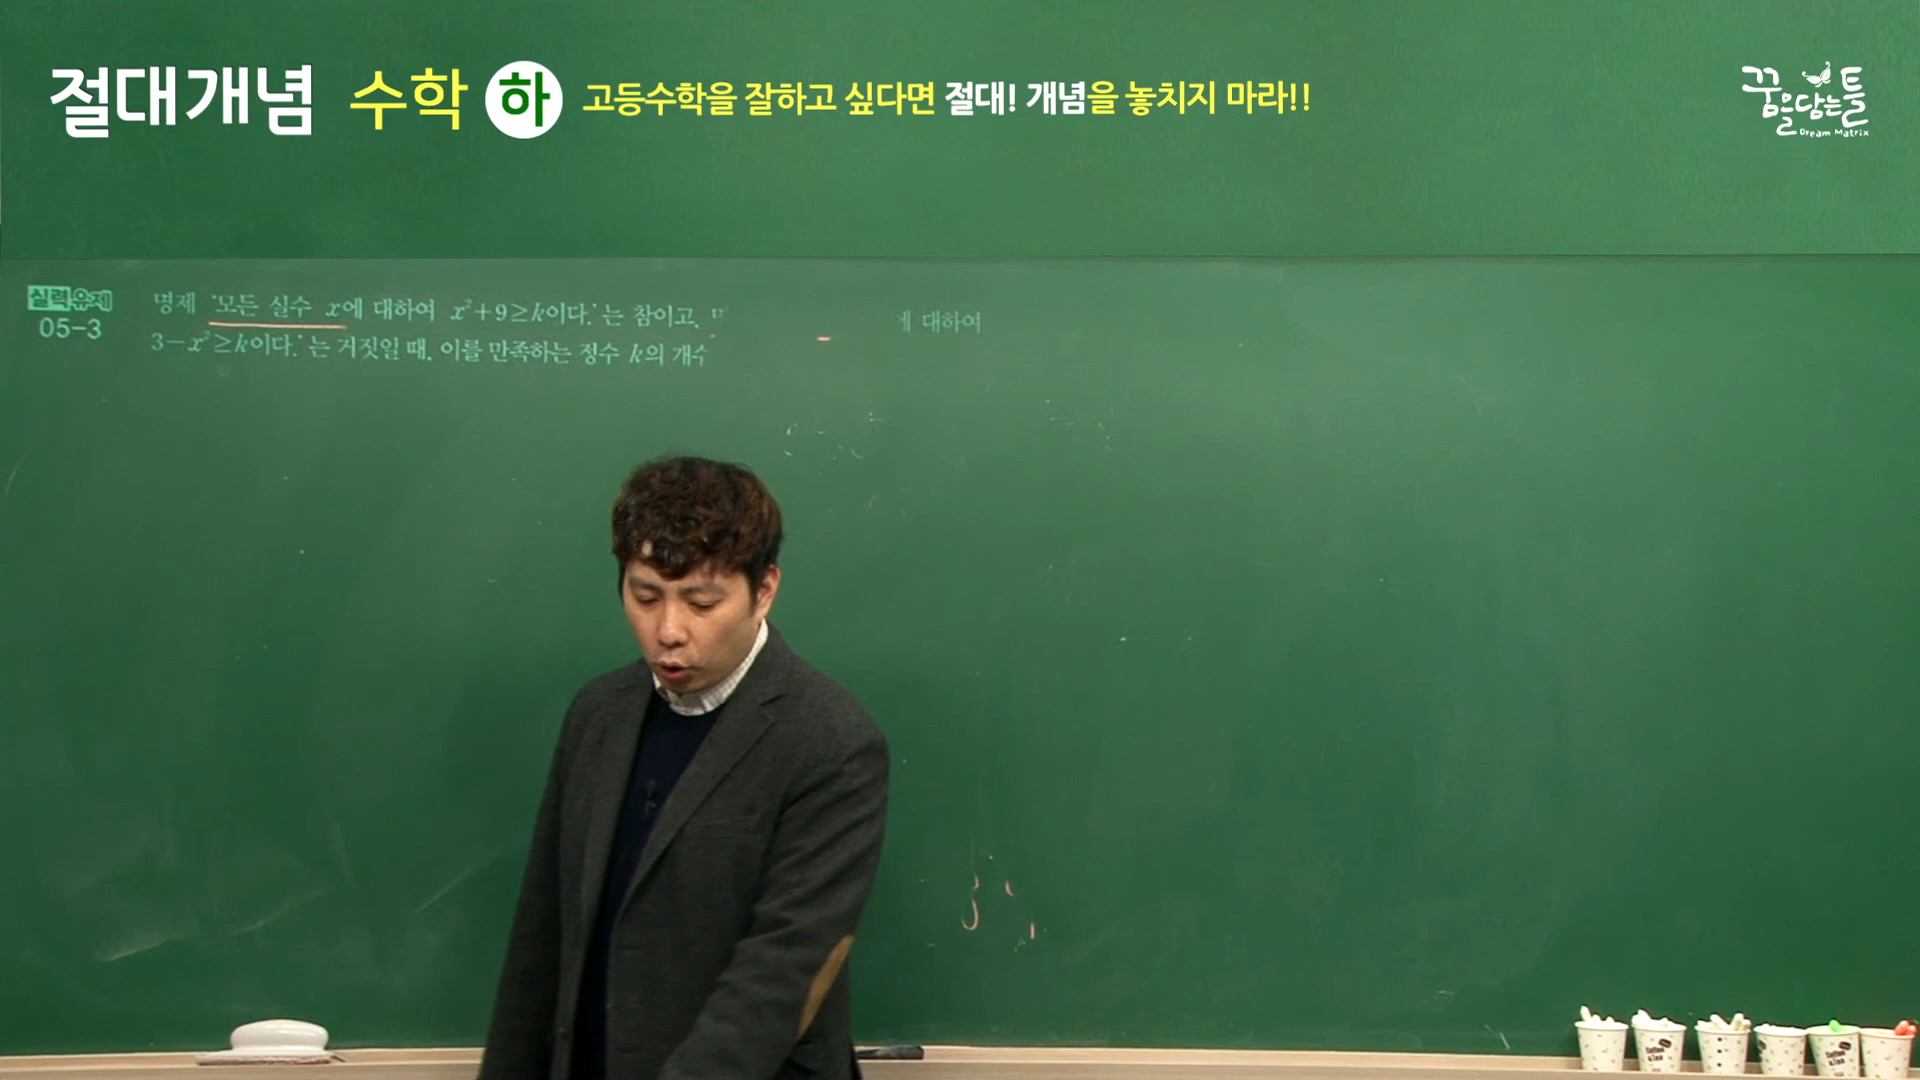 절대개념 수학 하 고등수학을 잘하고 싶다면 절대! 개념을 놓치지 마라!!
꿈을담는틀
Dream Matrix
실력유제 명제 '모든 실수 x에 대하여 x²+9≥k이다.'는 참이고, 에 대하여
05-3 3-x²≥k이다.'는 거짓일 때, 이를 만족하는 정수 k의